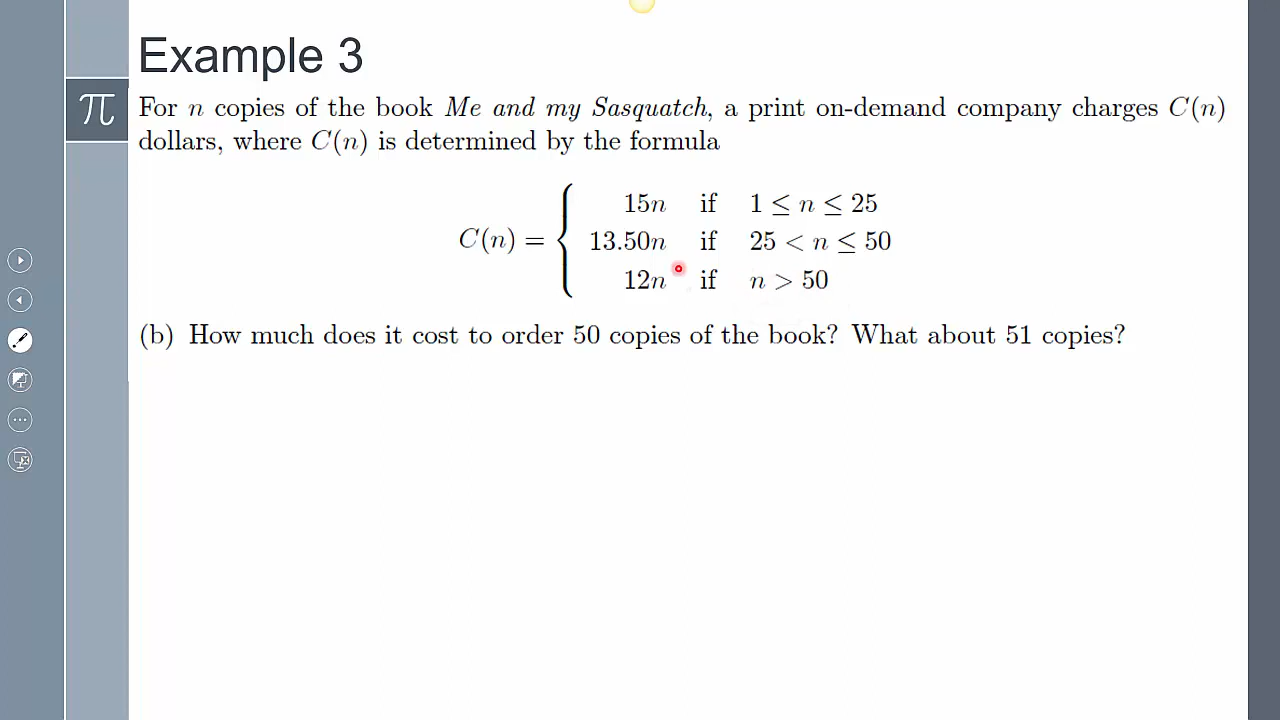 Example 3
π
For n copies of the book Me and my Sasquatch, a print on-demand company charges C(n)
dollars, where C(n) is determined by the formula
15n if 1 ≤ n ≤ 25
C(n) = { 13.50n if 25 < n ≤ 50
12n if n > 50
(b) How much does it cost to order 50 copies of the book? What about 51 copies?